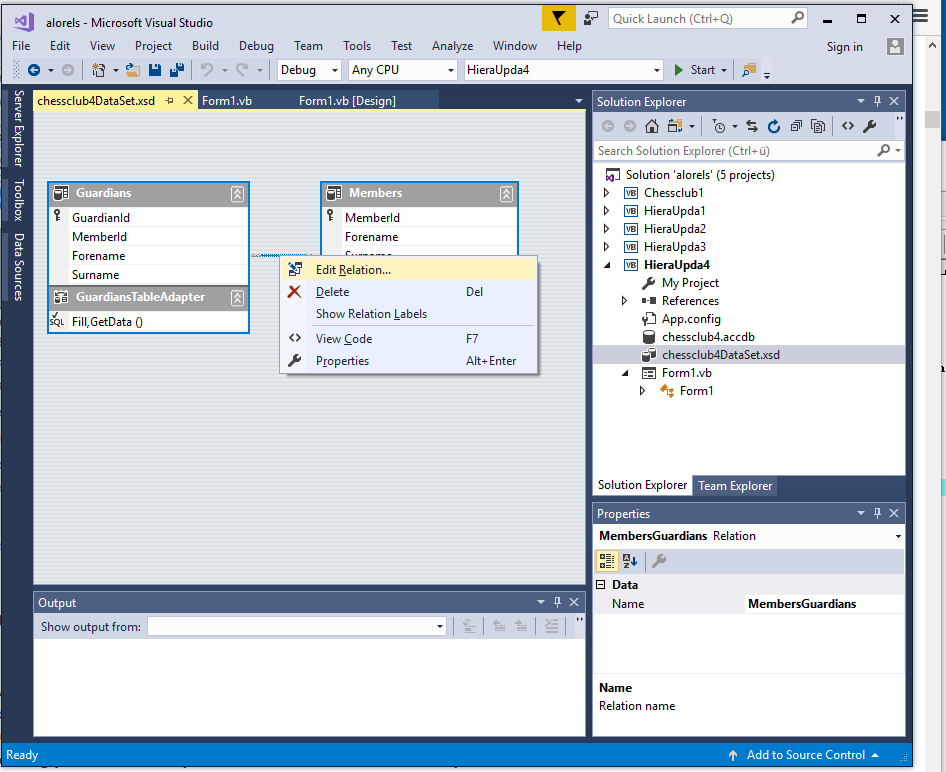 alorels - Microsoft Visual Studio
Quick Launch (Ctrl+Q)
File Edit View Project Build Debug Team Tools Test Analyze Window Help
Sign in
Debug Any CPU HieraUpda4 Start
Server Explorer
Toolbox
Data Sources
chessclub4DataSet.xsd Form1.vb Form1.vb [Design]
Guardians
GuardianId
MemberId
Forename
Surname
GuardiansTableAdapter
SQL Fill,GetData ()
Members
MemberId
Forename
Surname
Edit Relation...
Delete Del
Show Relation Labels
View Code F7
Properties Alt+Enter
Output
Show output from:
Solution Explorer
Search Solution Explorer (Ctrl+ü)
Solution 'alorels' (5 projects)
VB Chessclub1
VB HieraUpda1
VB HieraUpda2
VB HieraUpda3
VB HieraUpda4
My Project
References
App.config
chessclub4.accdb
chessclub4DataSet.xsd
Form1.vb
Form1
Solution Explorer Team Explorer
Properties
MembersGuardians Relation
Data
Name MembersGuardians
Name
Relation name
Ready
Add to Source Control